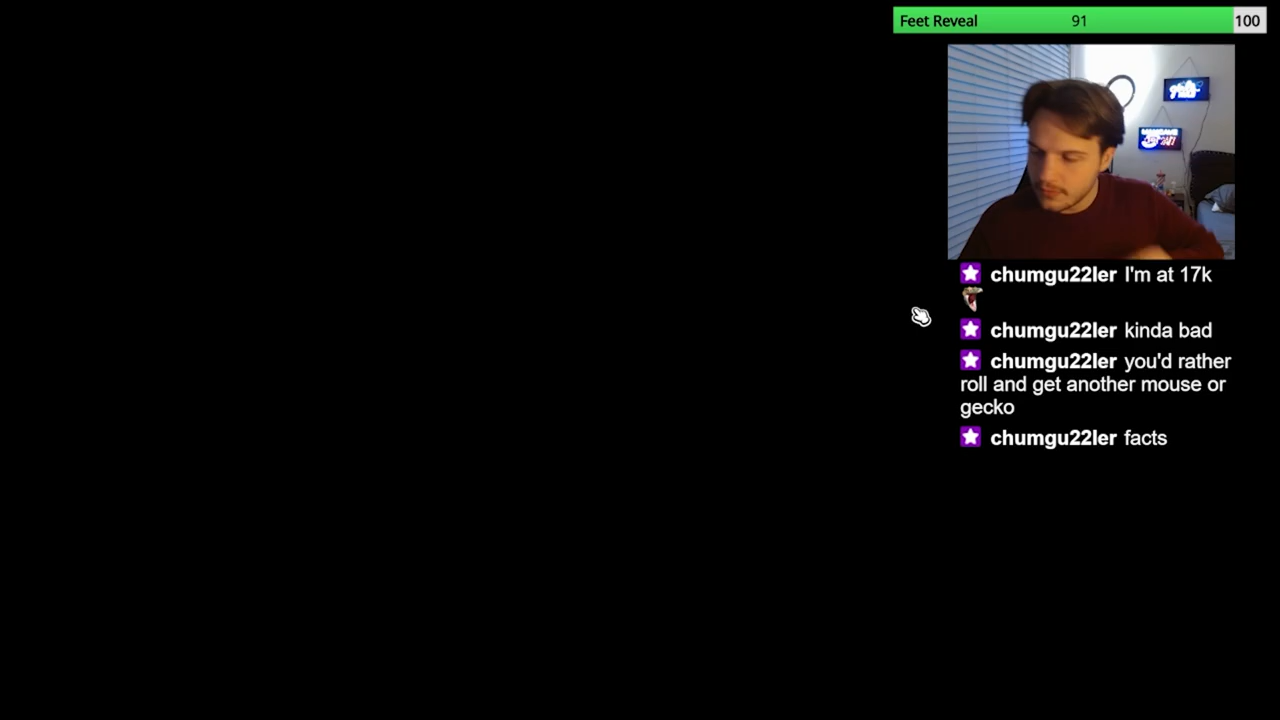 Feet Reveal 91 100
chumgu22ler I'm at 17k
chumgu22ler kinda bad
chumgu22ler you'd rather
roll and get another mouse or
gecko
chumgu22ler facts